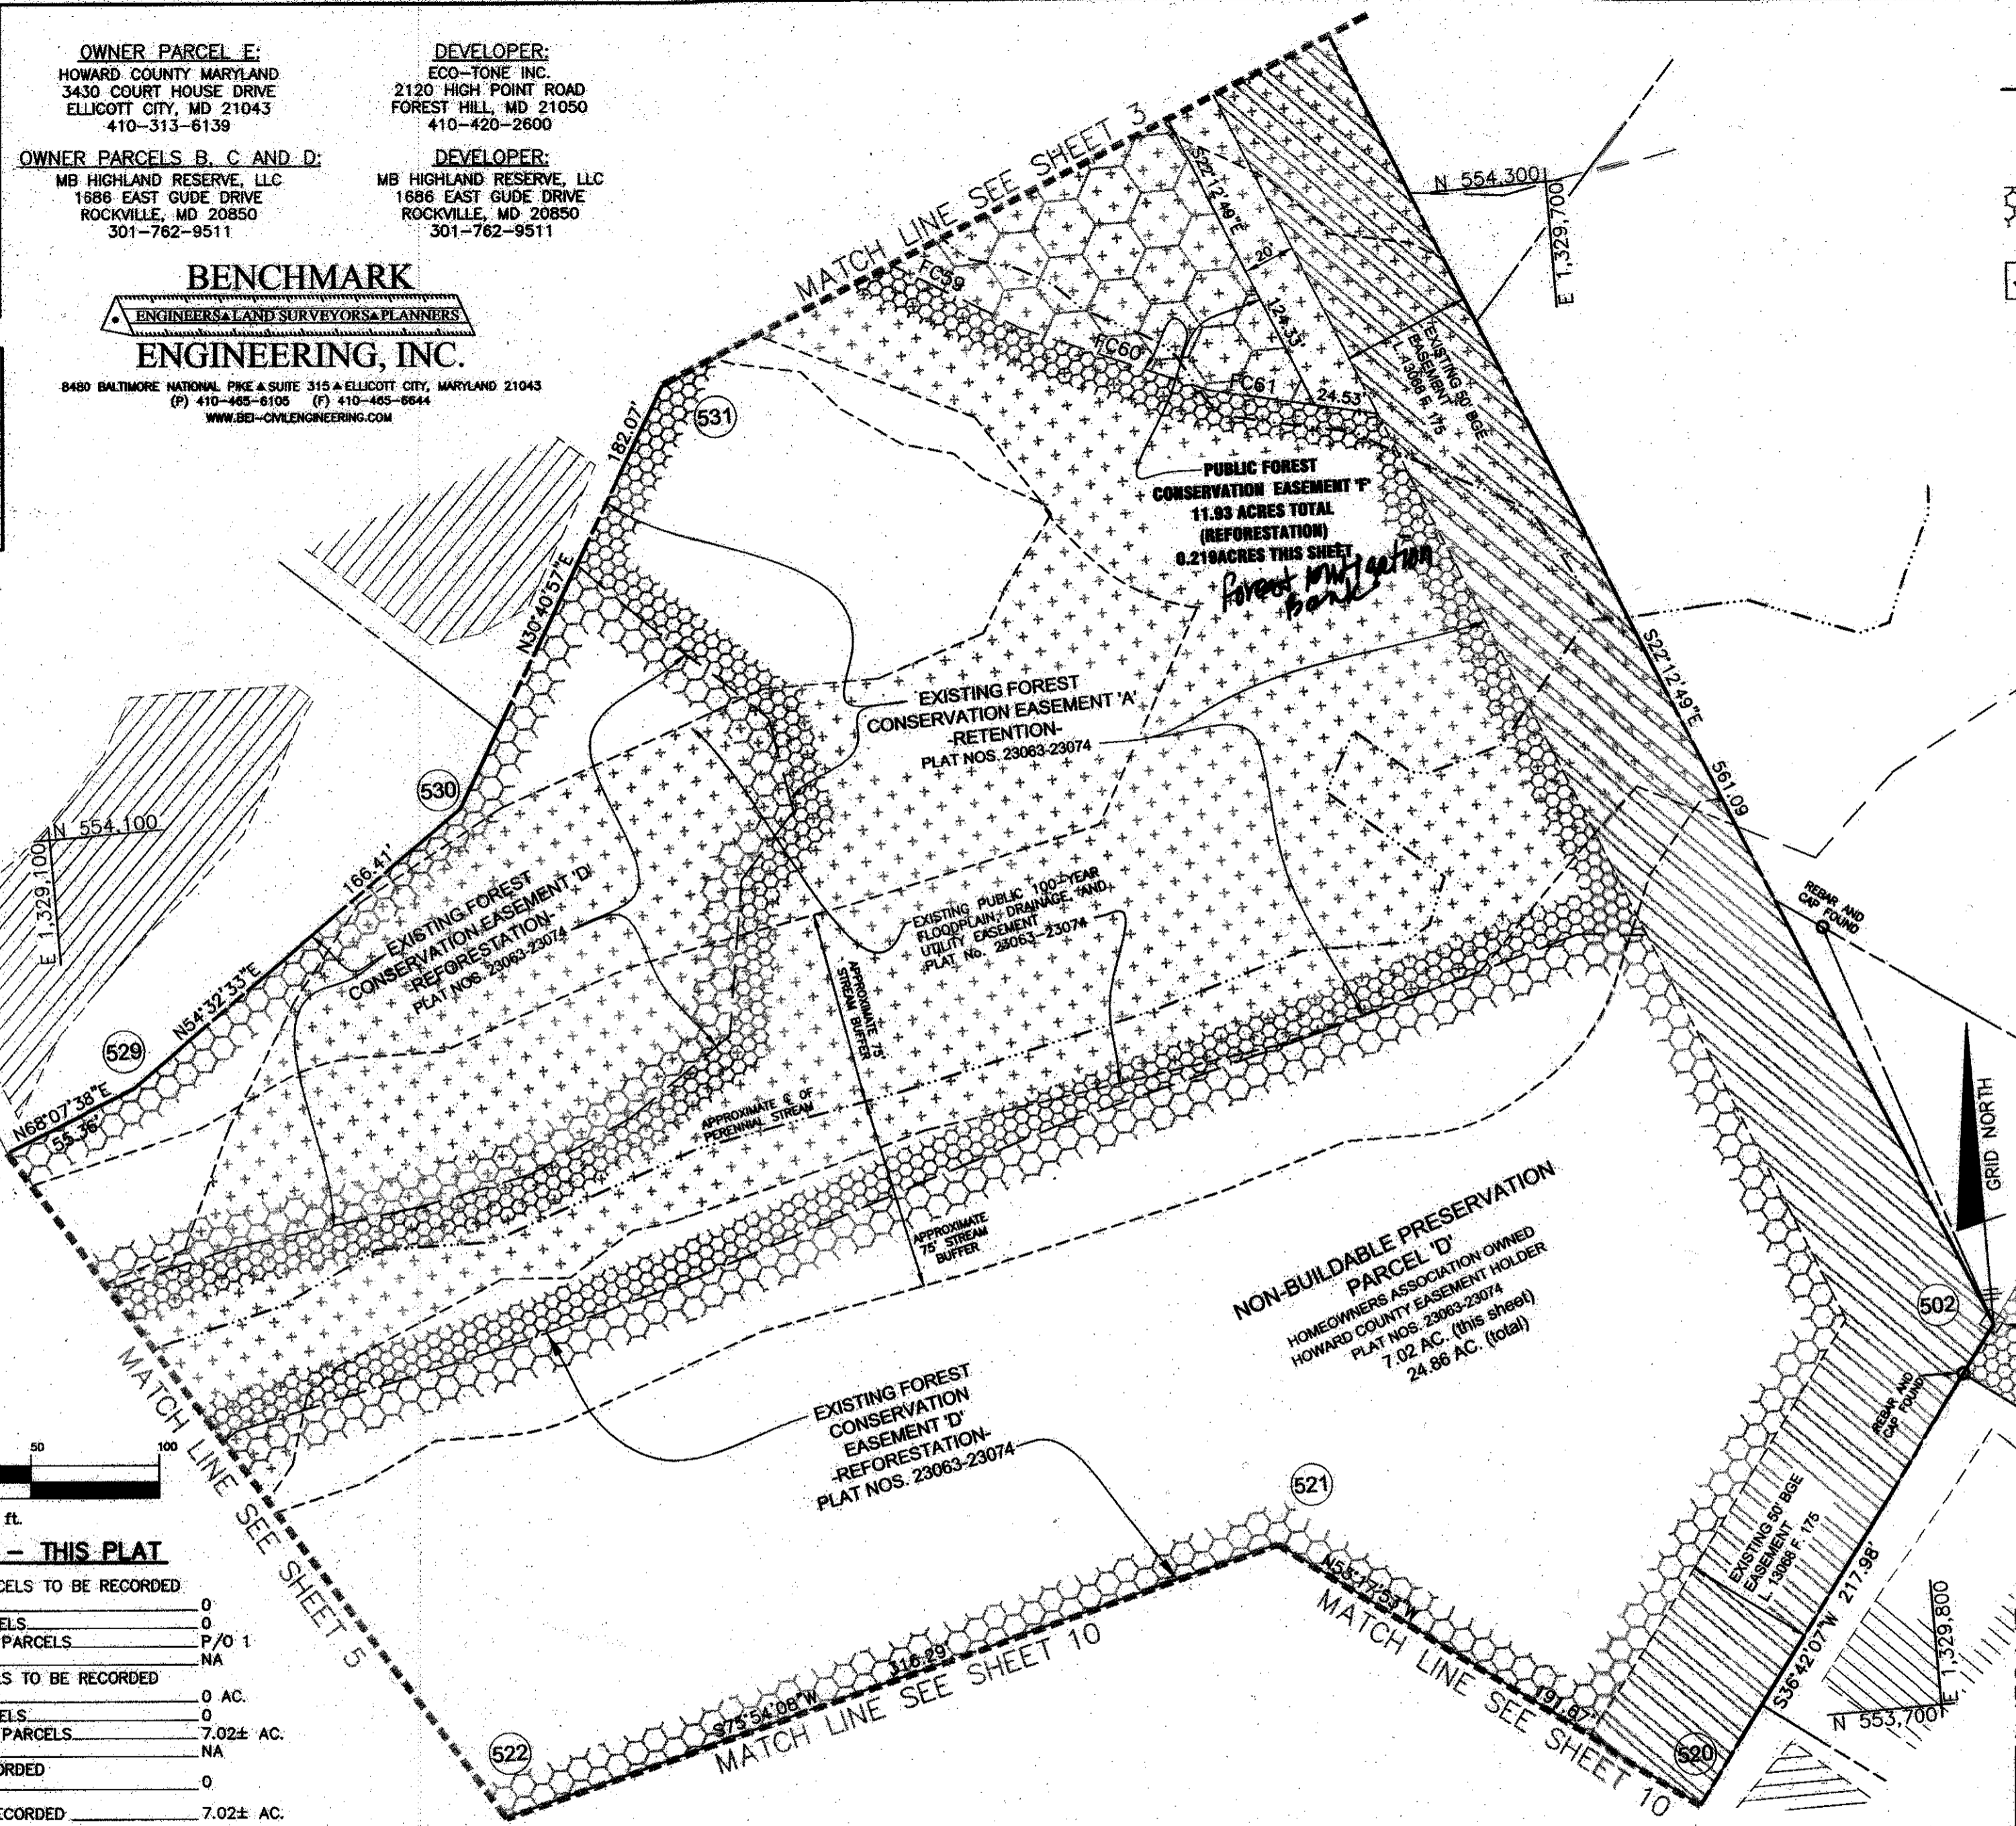 OWNER PARCEL E:
HOWARD COUNTY MARYLAND
3430 COURT HOUSE DRIVE
ELLICOTT CITY, MD 21043
410-313-6139
DEVELOPER:
ECO-TONE INC.
2120 HIGH POINT ROAD
FOREST HILL, MD 21050
410-420-2600
OWNER PARCELS B, C AND D:
MB HIGHLAND RESERVE, LLC
1686 EAST GUDE DRIVE
ROCKVILLE, MD 20850
301-762-9511
DEVELOPER:
MB HIGHLAND RESERVE, LLC
1686 EAST GUDE DRIVE
ROCKVILLE, MD 20850
301-762-9511
BENCHMARK
ENGINEERS▲LAND SURVEYORS▲PLANNERS
ENGINEERING, INC.
8480 BALTIMORE NATIONAL PIKE ▲ SUITE 315 ▲ ELLICOTT CITY, MARYLAND 21043
(P) 410-465-6105 (F) 410-465-6644
WWW.BEI-CIVILENGINEERING.COM
MATCH LINE SEE SHEET 3
FC59
FC60
FC61
S22°12'49"E
20'
124.33'
24.53'
N 554,300
E 1,329,700
EXISTING 50' BGE
EASEMENT
L. 13068 F. 175
531
182.07'
N30°40'57"E
PUBLIC FOREST
CONSERVATION EASEMENT 'F'
11.93 ACRES TOTAL
(REFORESTATION)
0.219ACRES THIS SHEET
forest mitigation
Bank
S22°12'49"E
561.09
EXISTING FOREST
CONSERVATION EASEMENT 'A'
-RETENTION-
PLAT NOS. 23063-23074
530
N 554,100
E 1,329,100
166.41'
N54°32'33"E
EXISTING FOREST
CONSERVATION EASEMENT 'D'
-REFORESTATION-
PLAT NOS. 23063-23074
EXISTING PUBLIC 100-YEAR
FLOODPLAIN, DRAINAGE, AND
UTILITY EASEMENT
PLAT No. 23063-23074
REBAR AND
CAP FOUND
APPROXIMATE 75'
STREAM BUFFER
529
N68°07'38"E
55.36'
APPROXIMATE ℄ OF
PERENNIAL STREAM
GRID NORTH
APPROXIMATE
75' STREAM
BUFFER
NON-BUILDABLE PRESERVATION
PARCEL 'D'
HOMEOWNERS ASSOCIATION OWNED
HOWARD COUNTY EASEMENT HOLDER
PLAT NOS. 23063-23074
7.02 AC. (this sheet)
24.86 AC. (total)
502
REBAR AND
CAP FOUND
MATCH LINE SEE SHEET 5
EXISTING FOREST
CONSERVATION
EASEMENT 'D'
-REFORESTATION-
PLAT NOS. 23063-23074
521
50
100
ft.
EXISTING 50' BGE
EASEMENT
L. 13068 F. 175
S36°42'07"W 217.98'
E 1,329,800
N 553,700
N55°17'53"W
191.87'
MATCH LINE SEE SHEET 10
520
316.29'
S75°54'08"W
MATCH LINE SEE SHEET 10
522
- THIS PLAT
CELS TO BE RECORDED
0
ELS 0
PARCELS P/O 1
NA
LS TO BE RECORDED
0 AC.
ELS 0
PARCELS 7.02± AC.
NA
ORDED
0
ECORDED 7.02± AC.